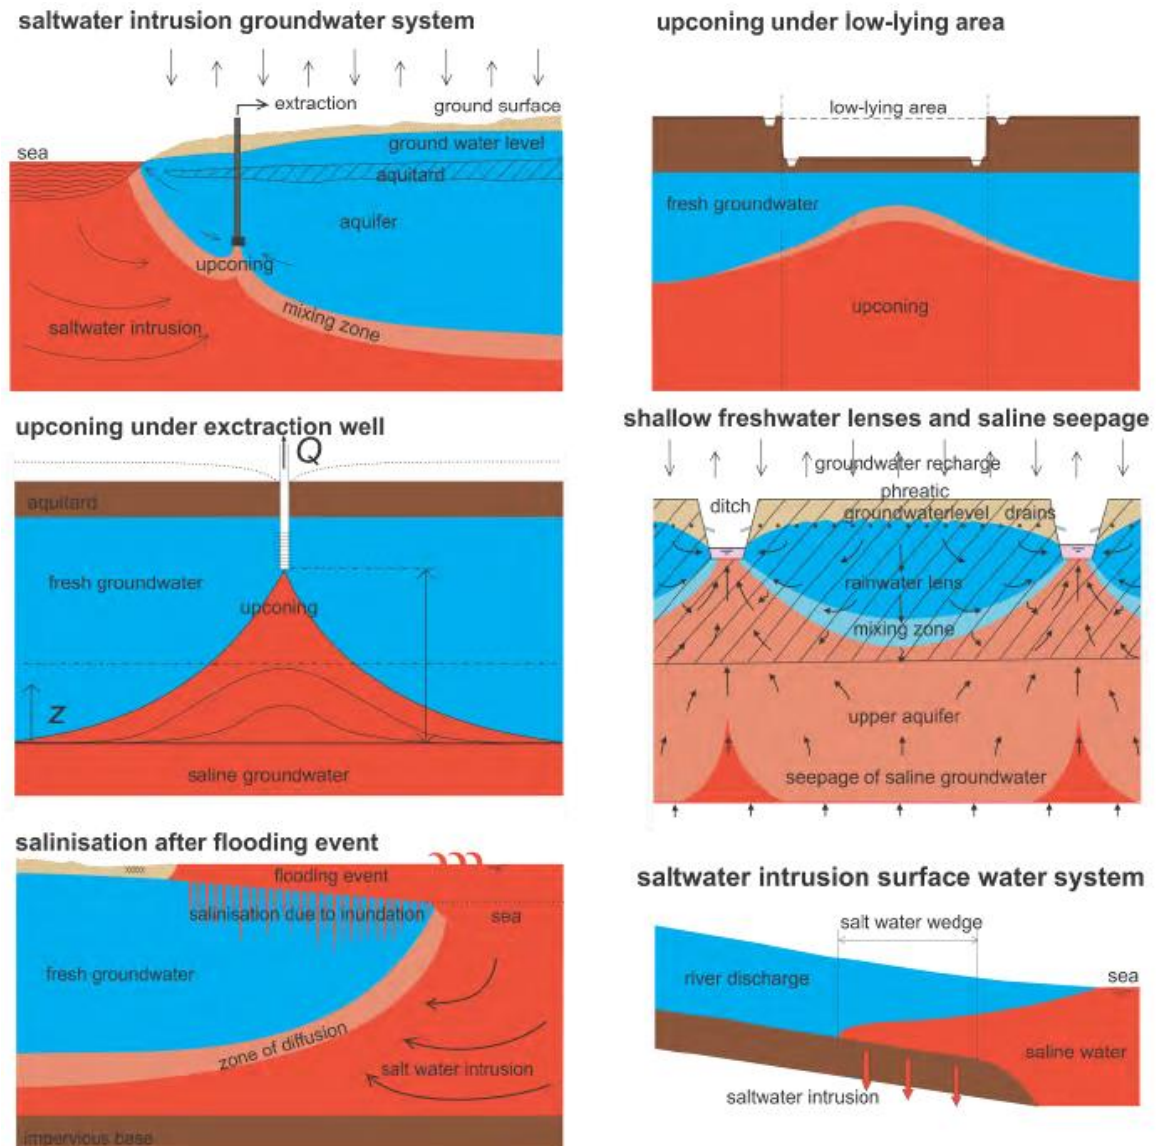 saltwater intrusion groundwater system
extraction
ground surface
sea
ground water level
aquitard
aquifer
upconing
mixing zone
saltwater intrusion
upconing under low-lying area
low-lying area
fresh groundwater
upconing
upconing under exctraction well
Q
aquitard
fresh groundwater
upconing
z
saline groundwater
shallow freshwater lenses and saline seepage
groundwater recharge
phreatic
ditch
groundwaterlevel
drains
rainwater lens
mixing zone
upper aquifer
seepage of saline groundwater
salinisation after flooding event
flooding event
salinisation due to inundation
sea
fresh groundwater
zone of diffusion
salt water intrusion
impervious base
saltwater intrusion surface water system
salt water wedge
river discharge
sea
saline water
saltwater intrusion